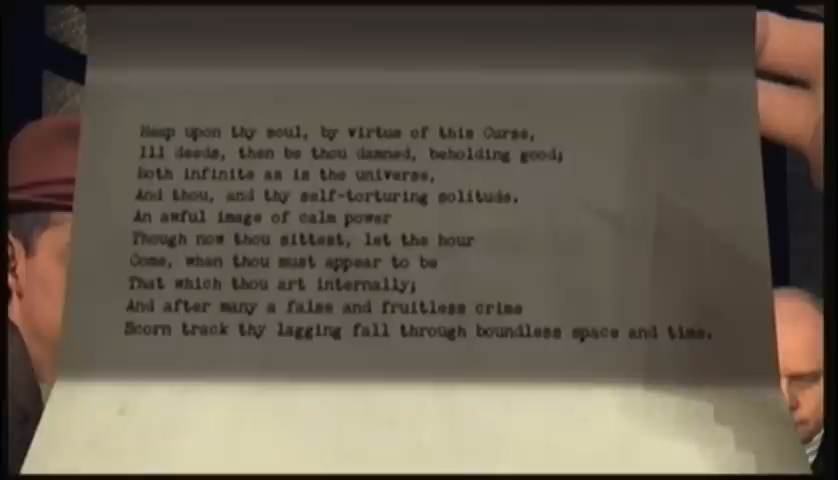 Heap upon thy soul, by virtue of this Curse,
Ill deeds, then be thou damned, beholding good;
Both infinite as is the universe,
And thou, and thy self-torturing solitude.
An awful image of calm power
Though now thou sittest, let the hour
Come, when thou must appear to be
That which thou art internally;
And after many a false and fruitless crime
Scorn track thy lagging fall through boundless space and time.